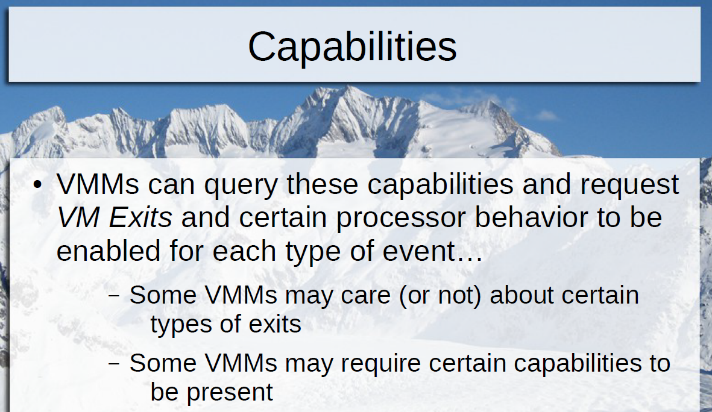 Capabilities
• VMMs can query these capabilities and request
VM Exits and certain processor behavior to be
enabled for each type of event…
– Some VMMs may care (or not) about certain
types of exits
– Some VMMs may require certain capabilities to
be present